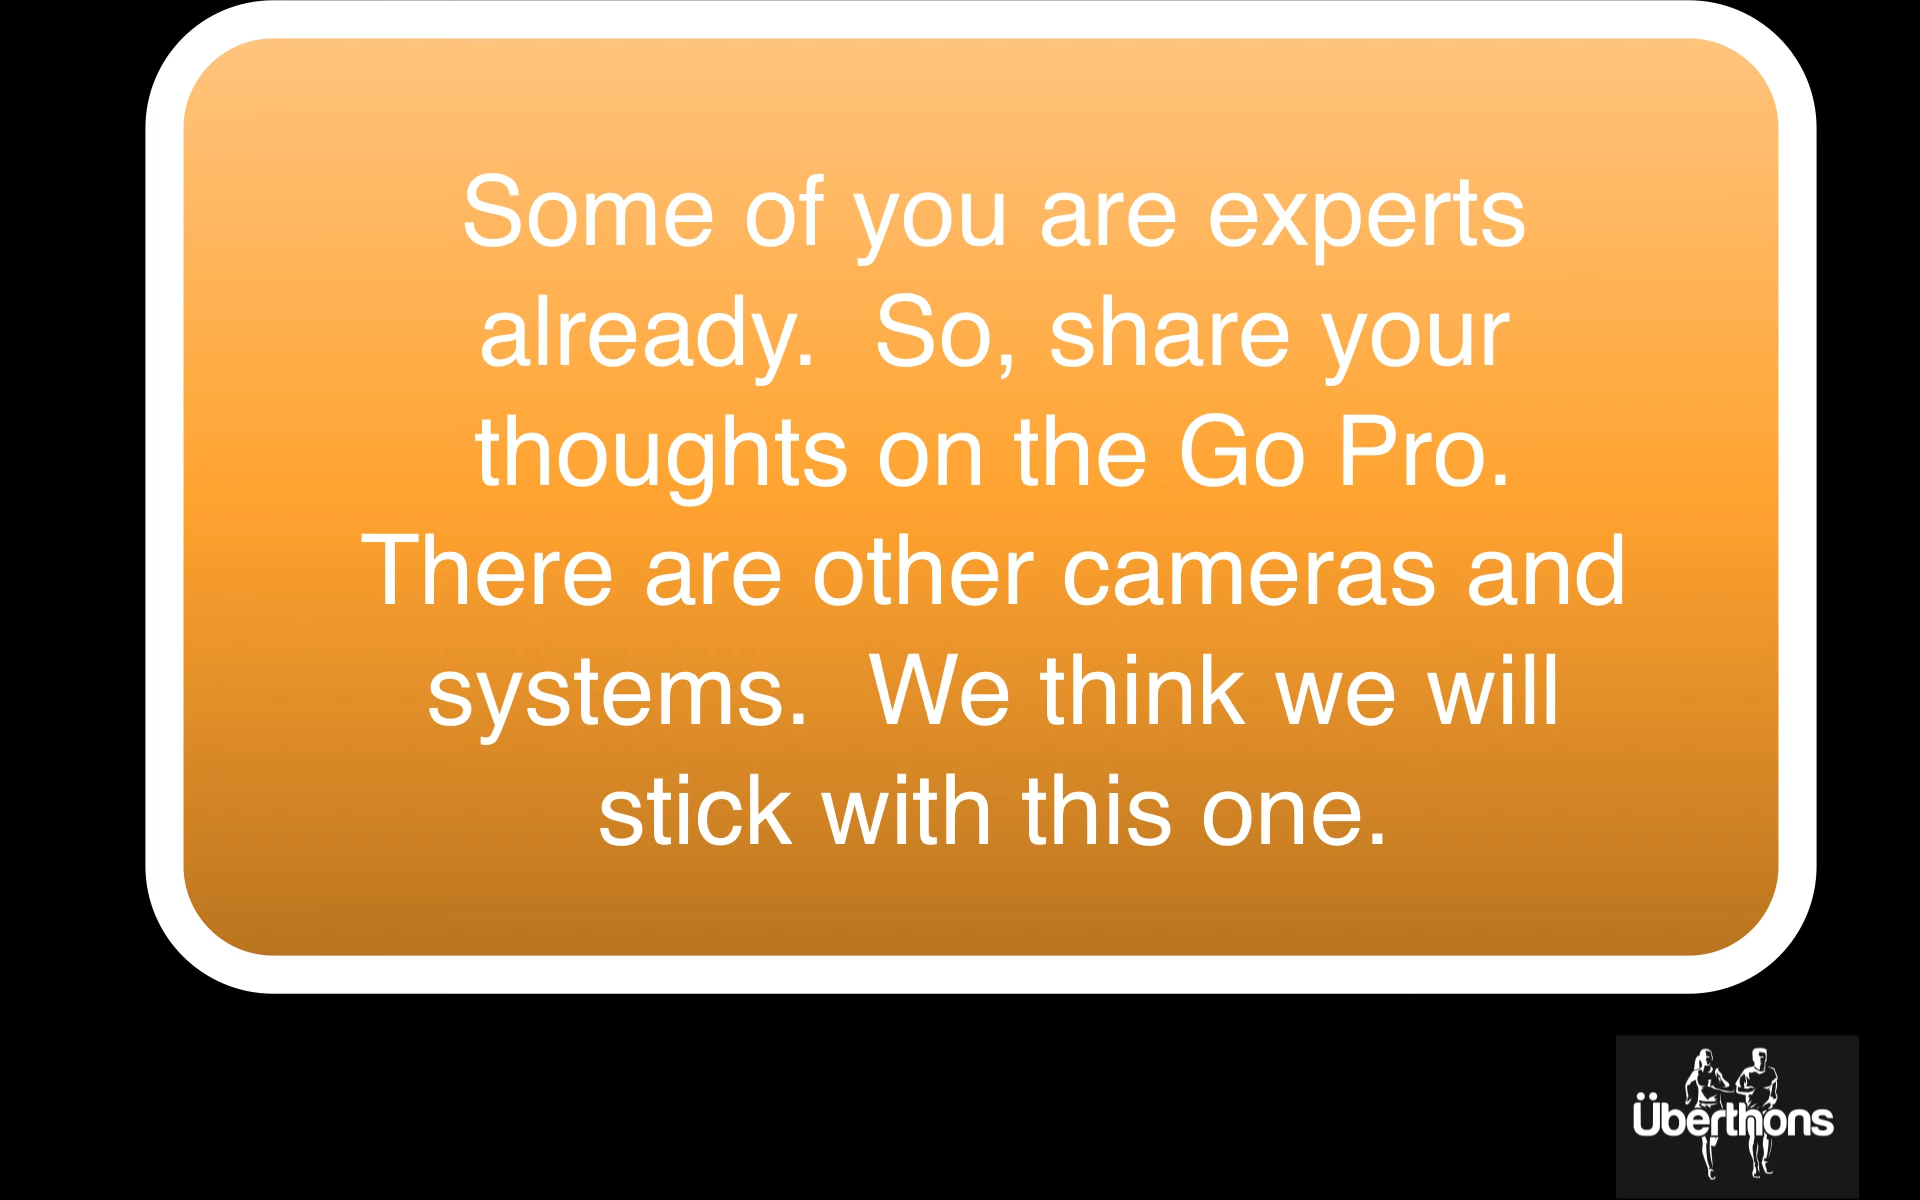 Some of you are experts
already.  So, share your
thoughts on the Go Pro.
There are other cameras and
systems.  We think we will
stick with this one.
Überthons